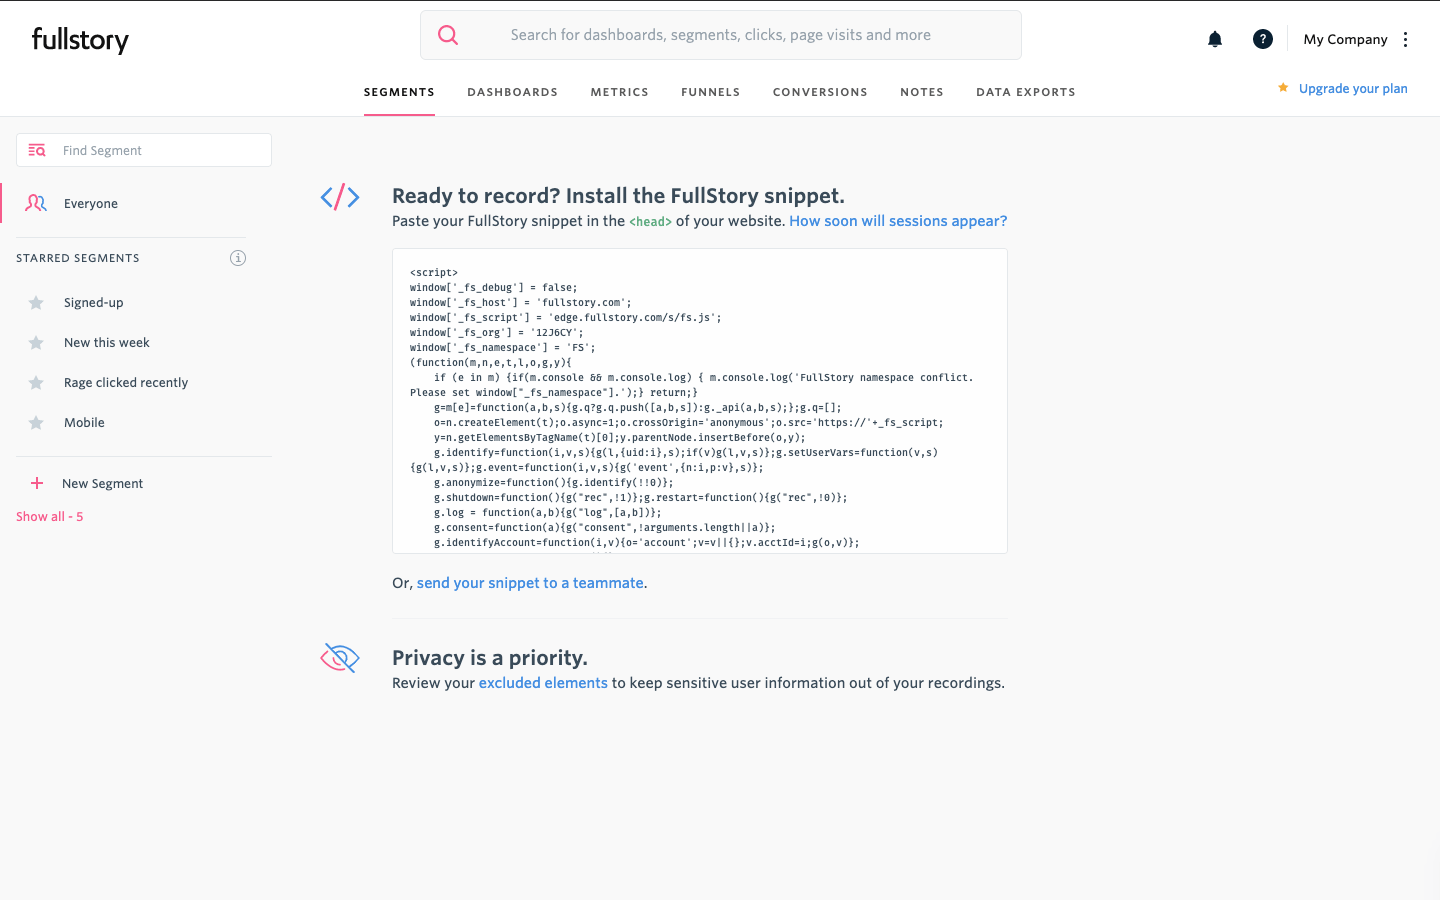 fullstory
Search for dashboards, segments, clicks, page visits and more
?
My Company
SEGMENTS
DASHBOARDS
METRICS
FUNNELS
CONVERSIONS
NOTES
DATA EXPORTS
Upgrade your plan
Find Segment
Everyone
STARRED SEGMENTS
Signed-up
New this week
Rage clicked recently
Mobile
New Segment
Show all - 5
Ready to record? Install the FullStory snippet.
Paste your FullStory snippet in the <head> of your website. How soon will sessions appear?
<script>
window['_fs_debug'] = false;
window['_fs_host'] = 'fullstory.com';
window['_fs_script'] = 'edge.fullstory.com/s/fs.js';
window['_fs_org'] = '12J6CY';
window['_fs_namespace'] = 'FS';
(function(m,n,e,t,l,o,g,y){
if (e in m) {if(m.console && m.console.log) { m.console.log('FullStory namespace conflict.
Please set window["_fs_namespace"].');} return;}
g=m[e]=function(a,b,s){g.q?g.q.push([a,b,s]):g._api(a,b,s);};g.q=[];
o=n.createElement(t);o.async=1;o.crossOrigin='anonymous';o.src='https://'+_fs_script;
y=n.getElementsByTagName(t)[0];y.parentNode.insertBefore(o,y);
g.identify=function(i,v,s){g(l,{uid:i},s);if(v)g(l,v,s)};g.setUserVars=function(v,s)
{g(l,v,s)};g.event=function(i,v,s){g('event',{n:i,p:v},s)};
g.anonymize=function(){g.identify(!!0)};
g.shutdown=function(){g("rec",!1)};g.restart=function(){g("rec",!0)};
g.log = function(a,b){g("log",[a,b])};
g.consent=function(a){g("consent",!arguments.length||a)};
g.identifyAccount=function(i,v){o='account';v=v||{};v.acctId=i;g(o,v)};
Or, send your snippet to a teammate.
Privacy is a priority.
Review your excluded elements to keep sensitive user information out of your recordings.